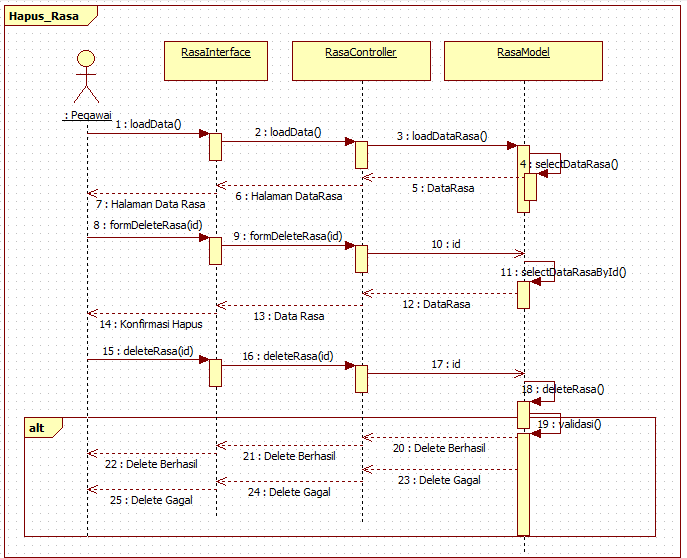 Hapus_Rasa
RasaInterface
RasaController
RasaModel
: Pegawai
1 : loadData()
2 : loadData()
3 : loadDataRasa()
4 : selectDataRasa()
5 : DataRasa
6 : Halaman DataRasa
7 : Halaman Data Rasa
8 : formDeleteRasa(id)
9 : formDeleteRasa(id)
10 : id
11 : selectDataRasaById()
12 : DataRasa
13 : Data Rasa
14 : Konfirmasi Hapus
15 : deleteRasa(id)
16 : deleteRasa(id)
17 : id
18 : deleteRasa()
alt
19 : validasi()
20 : Delete Berhasil
21 : Delete Berhasil
22 : Delete Berhasil
23 : Delete Gagal
24 : Delete Gagal
25 : Delete Gagal